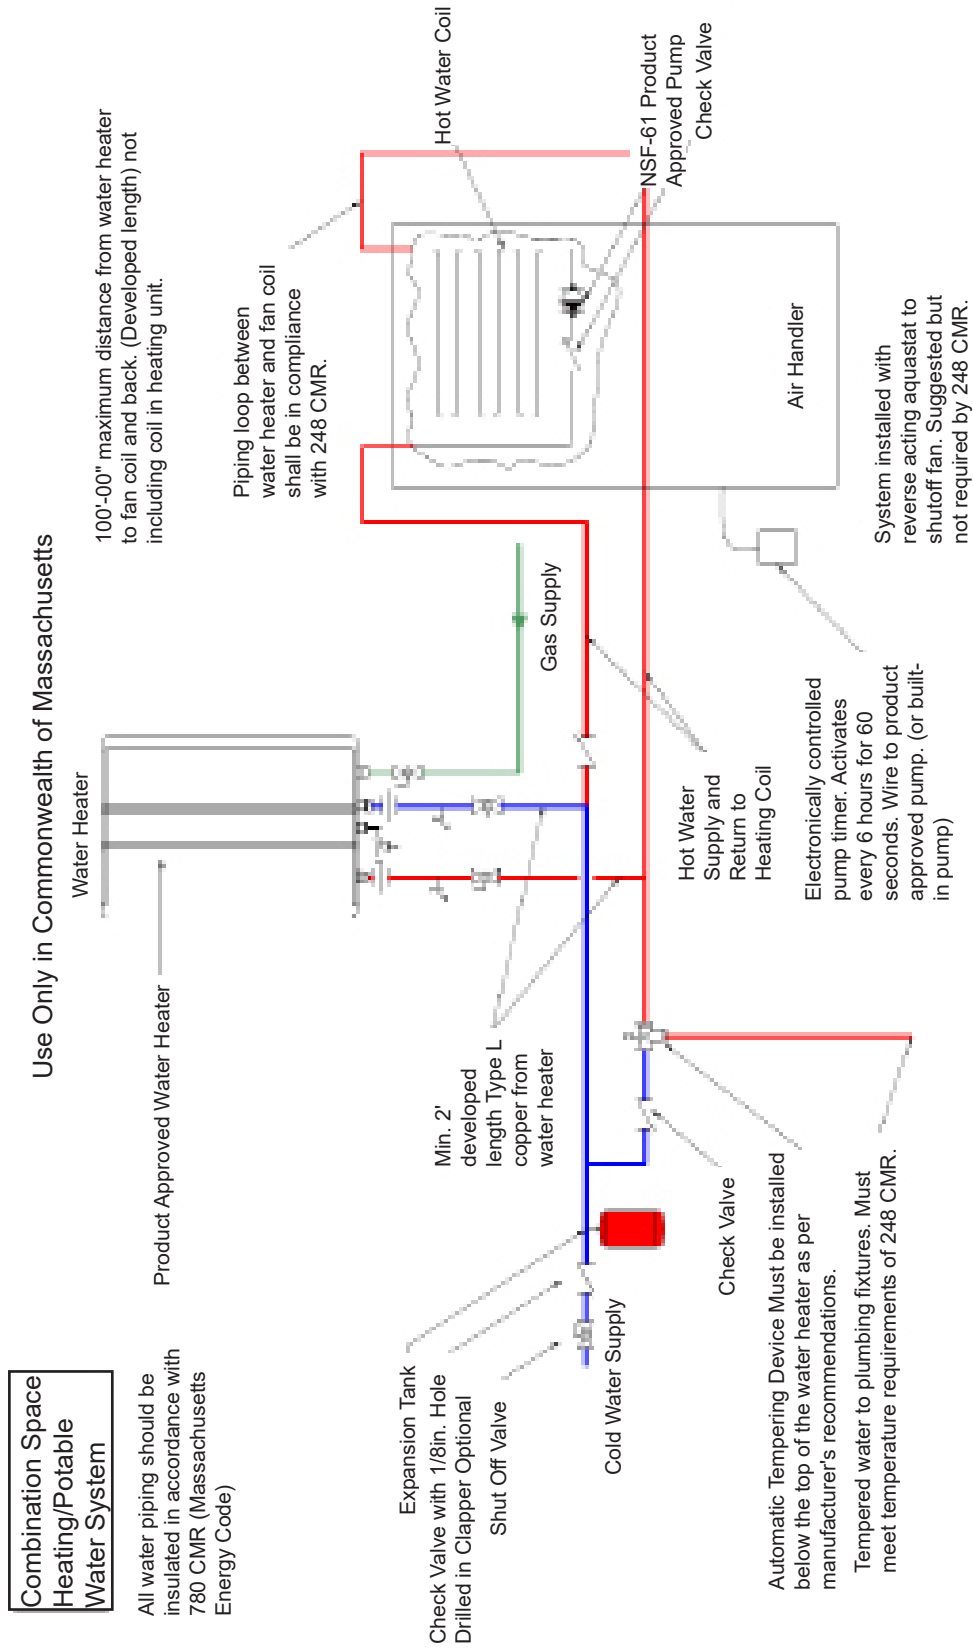 Use Only in Commonwealth of Massachusetts
Combination Space
Heating/Potable
Water System
All water piping should be
insulated in accordance with
780 CMR (Massachusetts
Energy Code)
Product Approved Water Heater
Water Heater
100'-00" maximum distance from water heater
to fan coil and back. (Developed length) not
including coil in heating unit.
Piping loop between
water heater and fan coil
shall be in compliance
with 248 CMR.
Hot Water Coil
NSF-61 Product
Approved Pump
Check Valve
Gas Supply
Air Handler
Min. 2'
developed
length Type L
copper from
water heater
Hot Water
Supply and
Return to
Heating Coil
Expansion Tank
Check Valve with 1/8in. Hole
Drilled in Clapper Optional
Shut Off Valve
Cold Water Supply
Check Valve
Automatic Tempering Device Must be installed
below the top of the water heater as per
manufacturer's recommendations.
Tempered water to plumbing fixtures. Must
meet temperature requirements of 248 CMR.
Electronically controlled
pump timer. Activates
every 6 hours for 60
seconds. Wire to product
approved pump. (or built-
in pump)
System installed with
reverse acting aquastat to
shutoff fan. Suggested but
not required by 248 CMR.